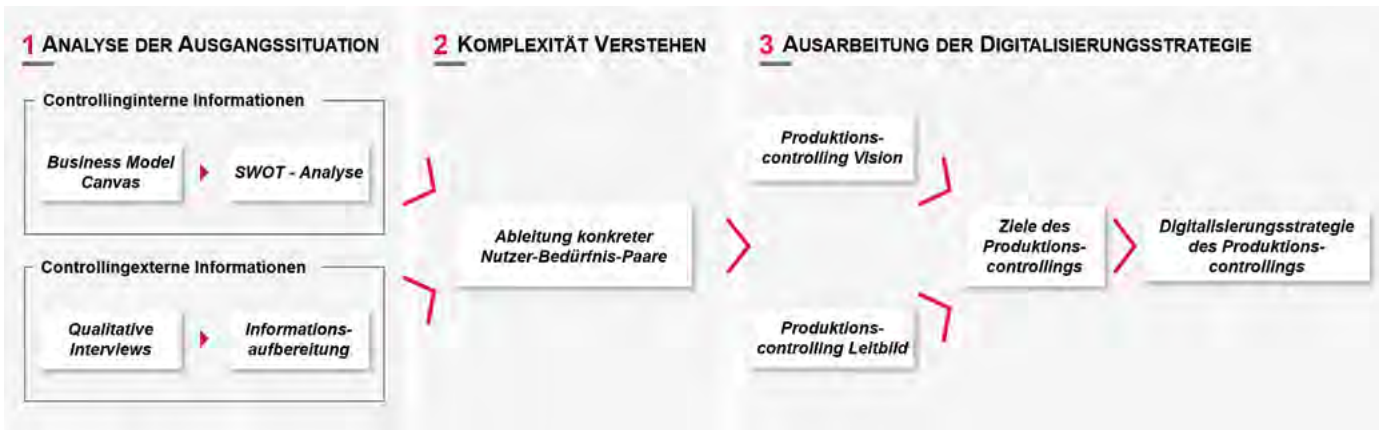 1 ANALYSE DER AUSGANGSSITUATION
Controllinginterne Informationen
Business Model
Canvas
SWOT - Analyse
Controllingexterne Informationen
Qualitative
Interviews
Informations-
aufbereitung
2 KOMPLEXITÄT VERSTEHEN
Ableitung konkreter
Nutzer-Bedürfnis-Paare
3 AUSARBEITUNG DER DIGITALISIERUNGSSTRATEGIE
Produktions-
controlling Vision
Produktions-
controlling Leitbild
Ziele des
Produktions-
controllings
Digitalisierungsstrategie
des Produktions-
controllings